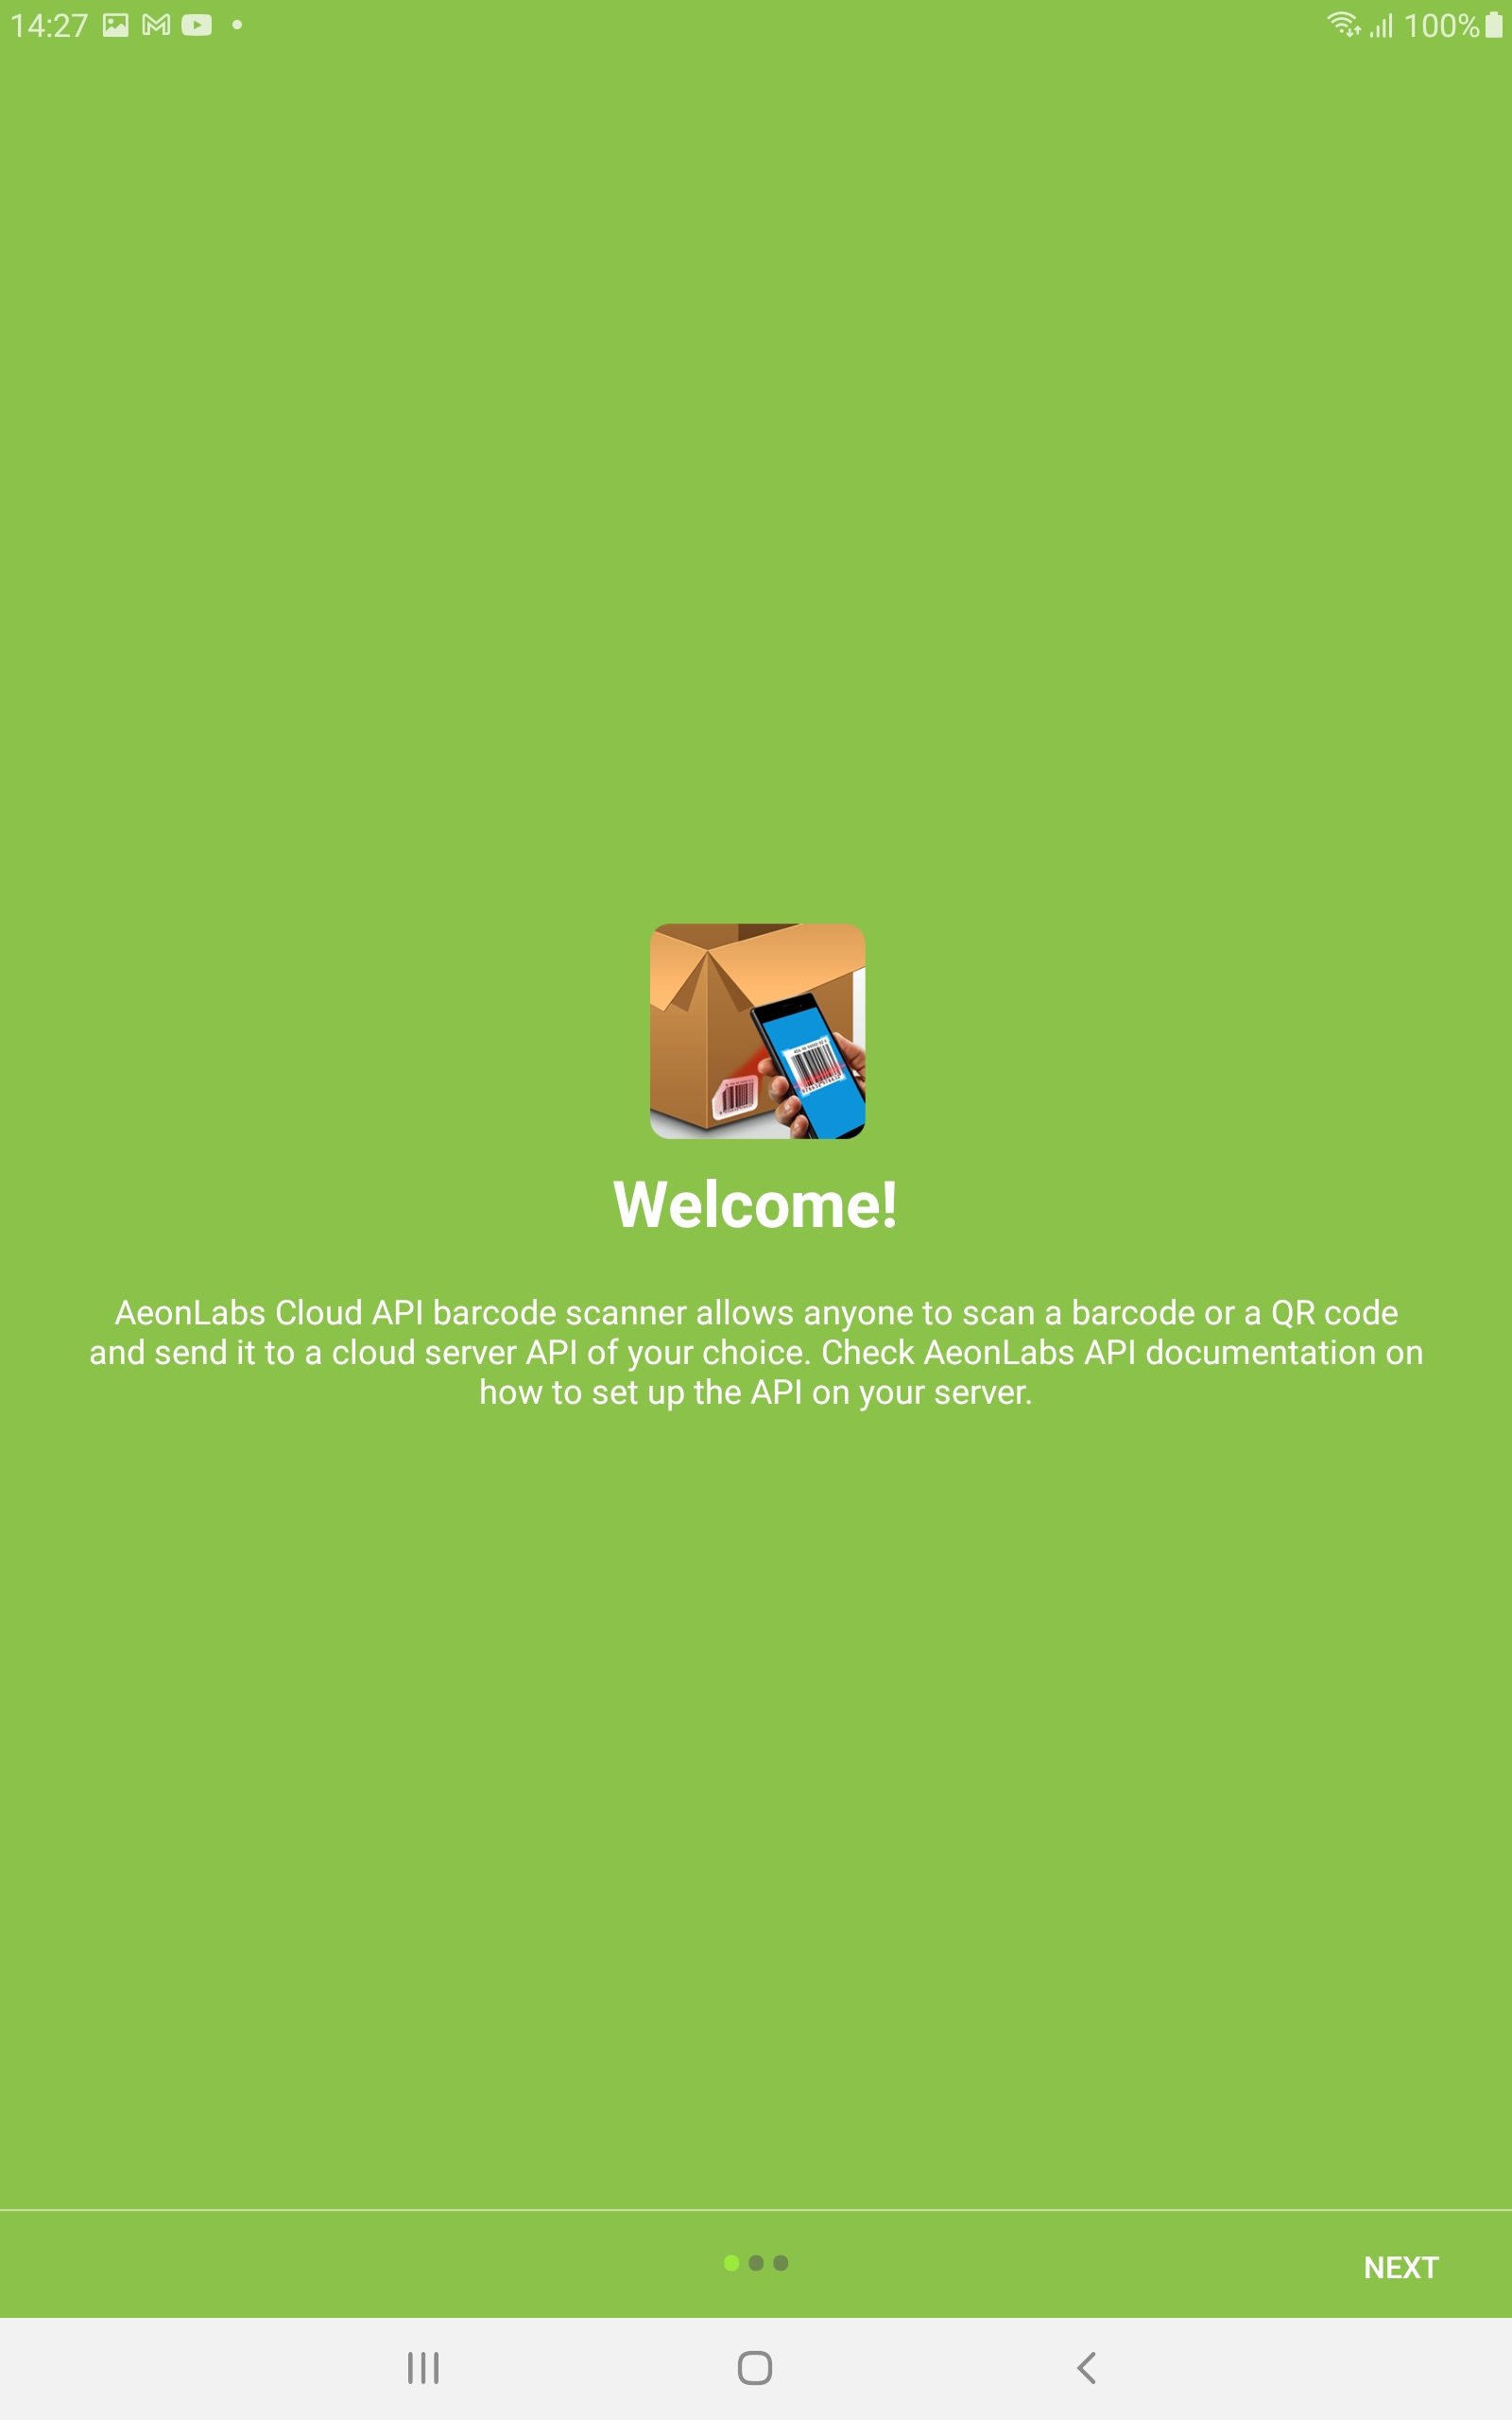 14:27
100%
Welcome!
AeonLabs Cloud API barcode scanner allows anyone to scan a barcode or a QR code
and send it to a cloud server API of your choice. Check AeonLabs API documentation on
how to set up the API on your server.
NEXT